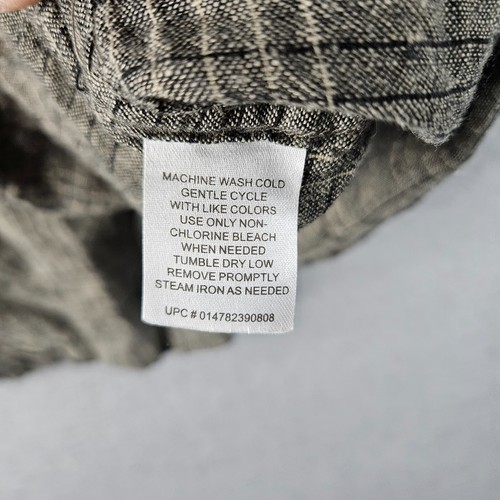 MACHINE WASH COLD
GENTLE CYCLE
WITH LIKE COLORS
USE ONLY NON-
CHLORINE BLEACH
WHEN NEEDED
TUMBLE DRY LOW
REMOVE PROMPTLY
STEAM IRON AS NEEDED
UPC # 014782390808